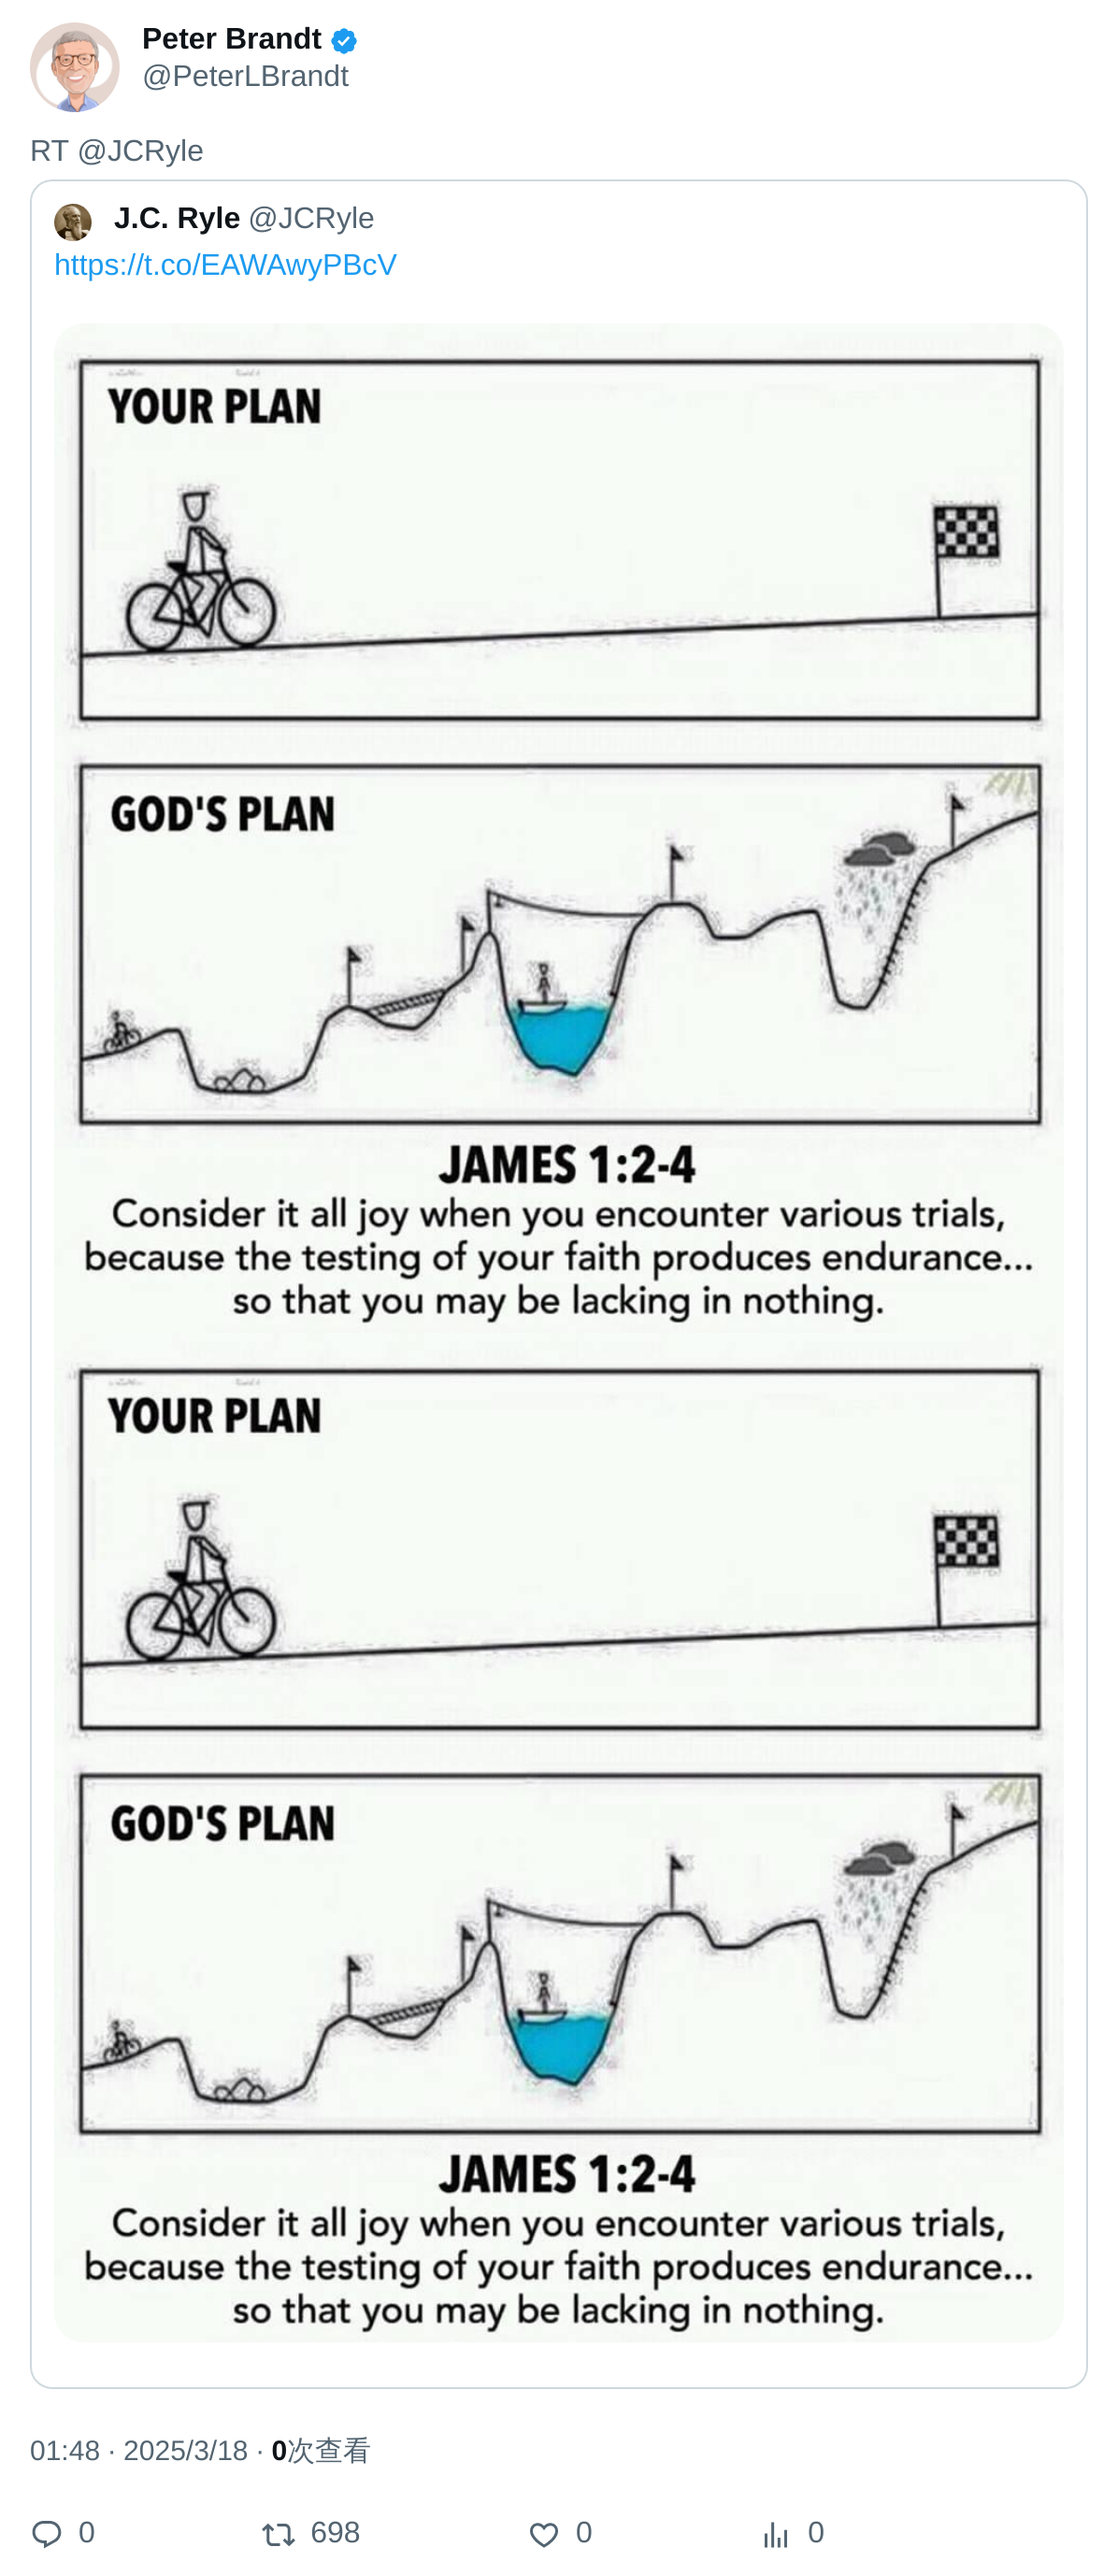 Peter Brandt
@PeterLBrandt
RT @JCRyle
J.C. Ryle @JCRyle
https://t.co/EAWAwyPBcV
YOUR PLAN
GOD'S PLAN
JAMES 1:2-4
Consider it all joy when you encounter various trials,
because the testing of your faith produces endurance...
so that you may be lacking in nothing.
YOUR PLAN
GOD'S PLAN
JAMES 1:2-4
Consider it all joy when you encounter various trials,
because the testing of your faith produces endurance...
so that you may be lacking in nothing.
01:48 · 2025/3/18 · 0次查看
0 698 0 0